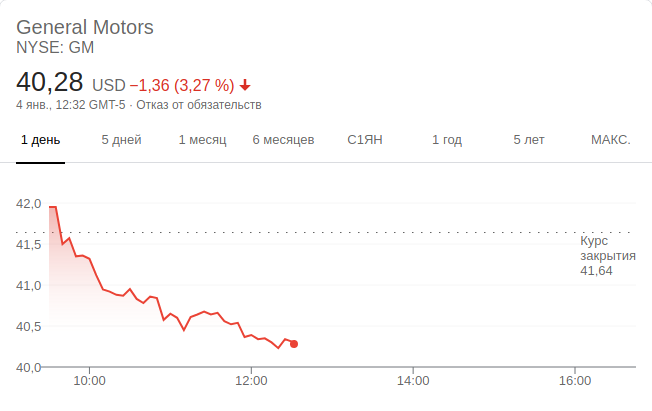 General Motors
NYSE: GM
40,28 USD −1,36 (3,27 %)
4 янв., 12:32 GMT-5 · Отказ от обязательств
1 день 5 дней 1 месяц 6 месяцев С1ЯН 1 год 5 лет МАКС.
42,0
41,5
41,0
40,5
40,0
Курс
закрытия
41,64
10:00 12:00 14:00 16:00